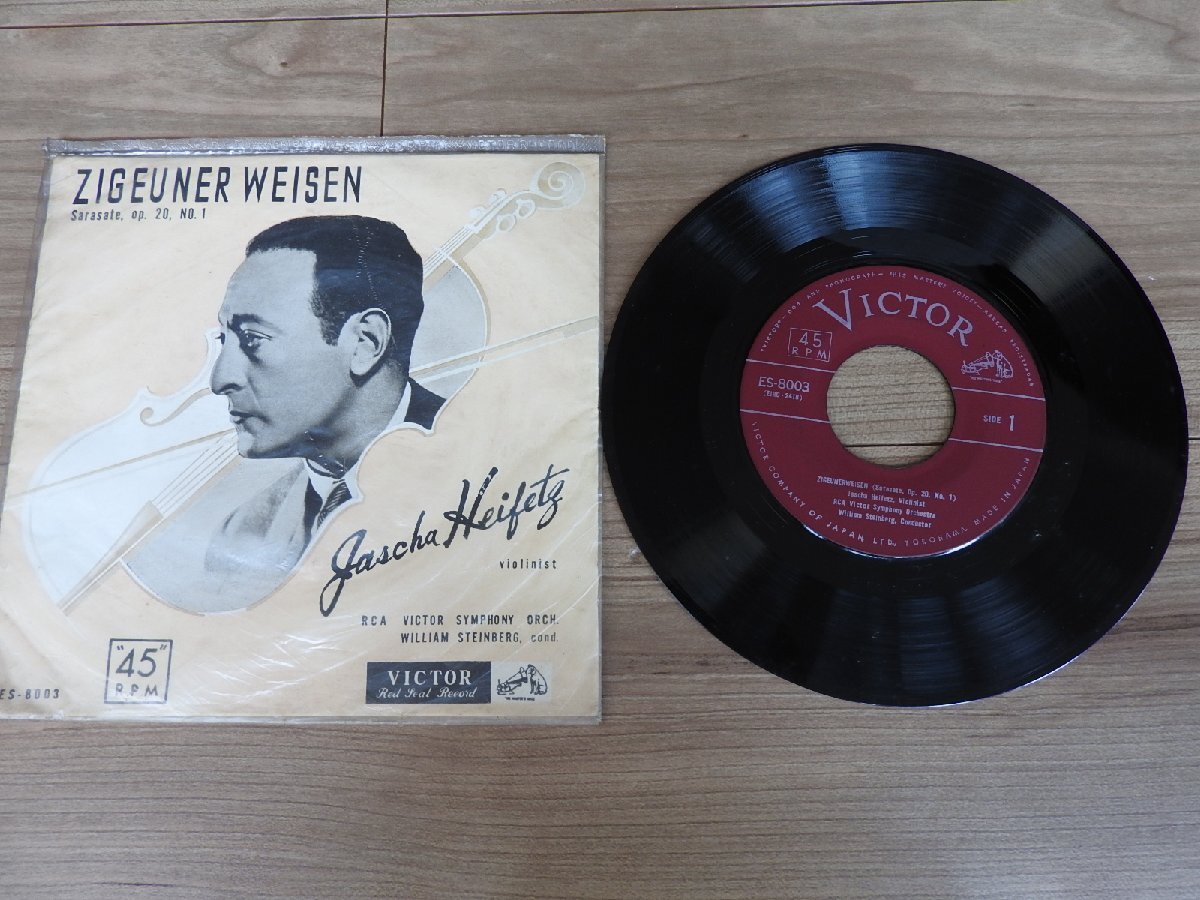 ZIGEUNER WEISEN
Sarasate, op. 20, NO. 1
Jascha Heifetz
violinist
RCA VICTOR SYMPHONY ORCH.
WILLIAM STEINBERG, cond.
"45"
RPM
ES-8003
VICTOR
Red Seal Record
VICTOR
45
RPM
ES-8003
SIDE 1
ZIGEUNERWEISEN (Sarasate, Op. 20, No. 1)
Jascha Heifetz, Violinist
RCA Victor Symphony Orchestra
William Steinberg, Conductor
VICTOR COMPANY OF JAPAN LTD., YOKOHAMA MADE IN JAPAN